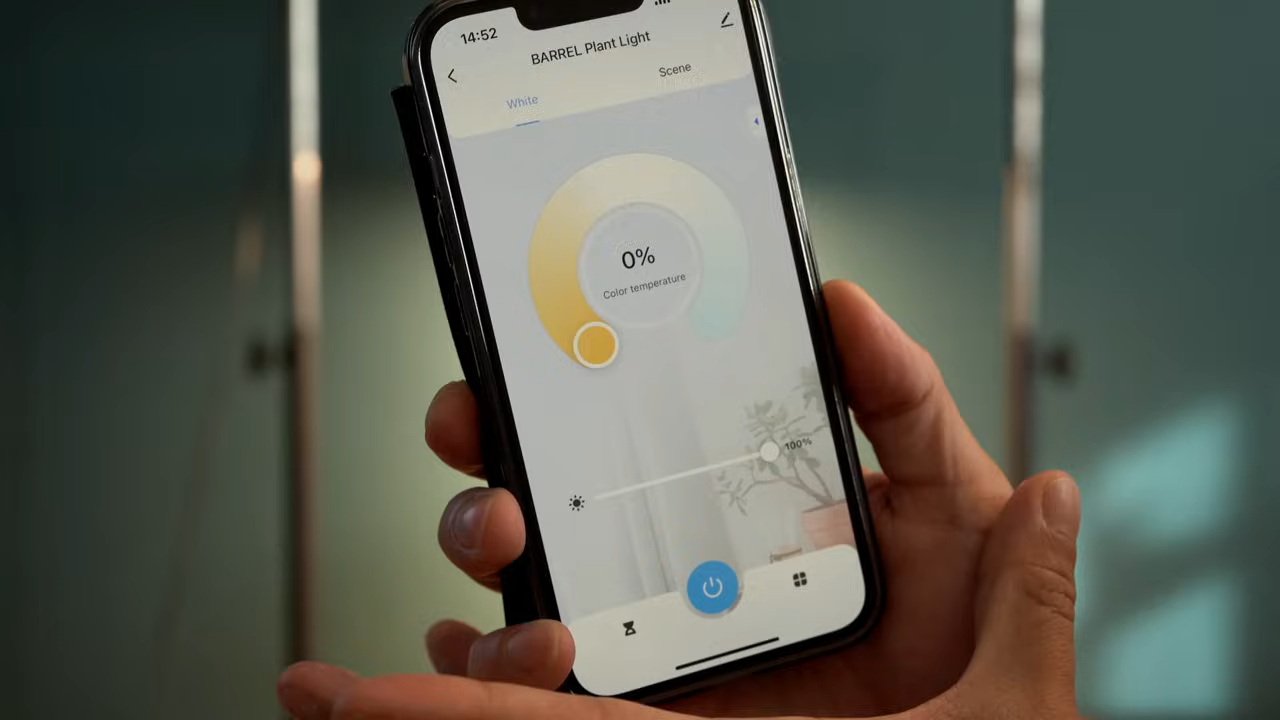 14:52
BARREL Plant Light
White
Scene
0%
Color temperature
100%